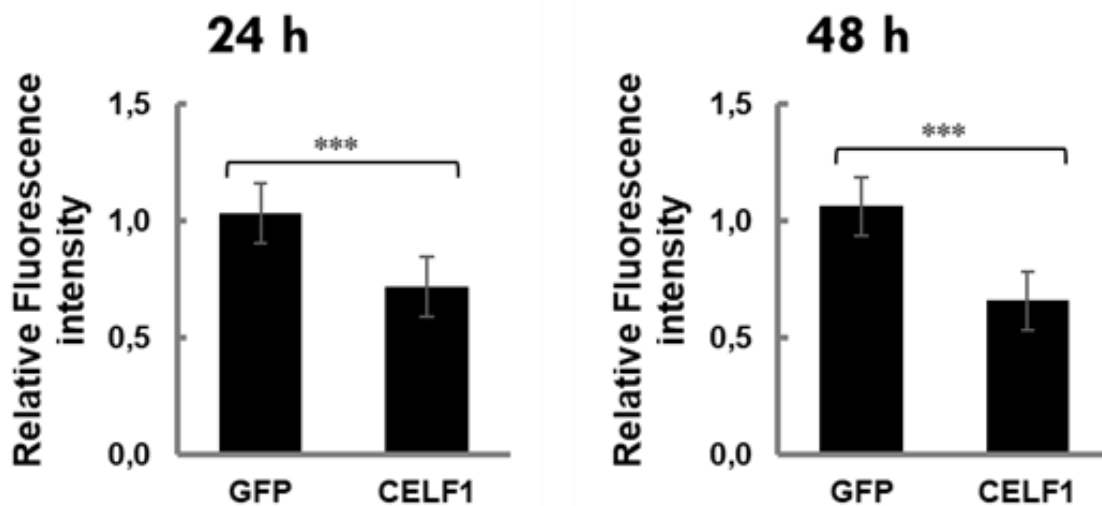 24 h
Relative Fluorescence
intensity
1,5
1,0
0,5
0,0
***
GFP
CELF1
48 h
Relative Fluorescence
intensity
1,5
1,0
0,5
0,0
***
GFP
CELF1